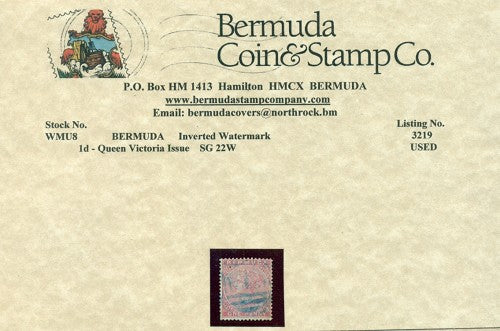 Bermuda
Coin & Stamp Co.
P.O. Box HM 1413 Hamilton HMCX BERMUDA
www.bermudastampcompany.com
Email: bermudacovers@northrock.bm
Stock No. Listing No.
WMU8 BERMUDA Inverted Watermark 3219
1d - Queen Victoria Issue SG 22W USED